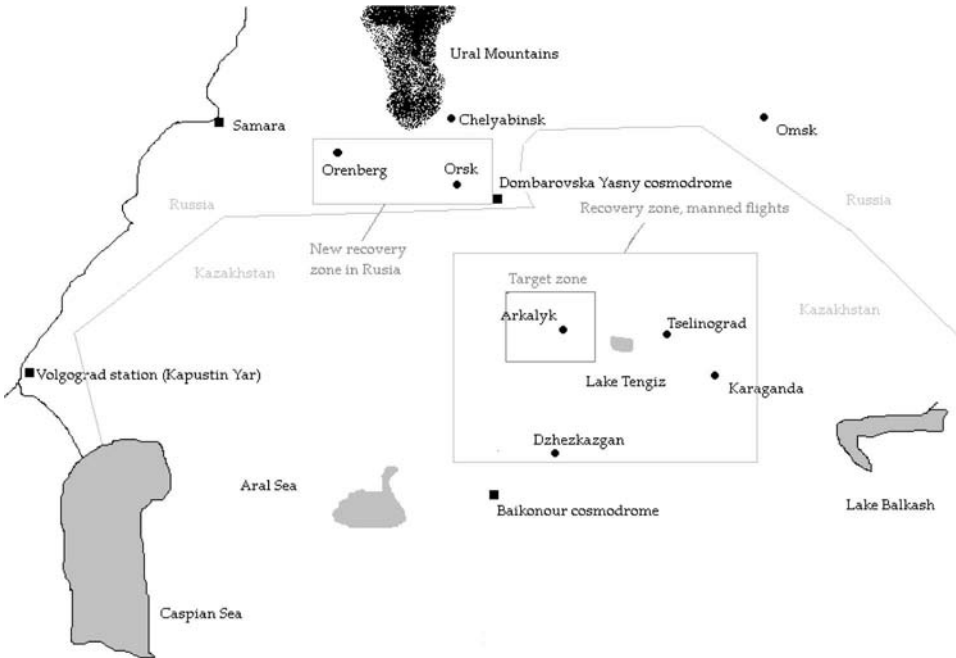 Ural Mountains
Samara
Chelyabinsk
Omsk
Orenberg
Orsk
Dombarovska Yasny cosmodrome
Russia
Recovery zone, manned flights
Russia
New recovery
zone in Rusia
Kazakhstan
Target zone
Kazakhstan
Arkalyk
Tselinograd
Volgograd station (Kapustin Yar)
Lake Tengiz
Karaganda
Dzhezkazgan
Aral Sea
Baikonour cosmodrome
Lake Balkash
Caspian Sea